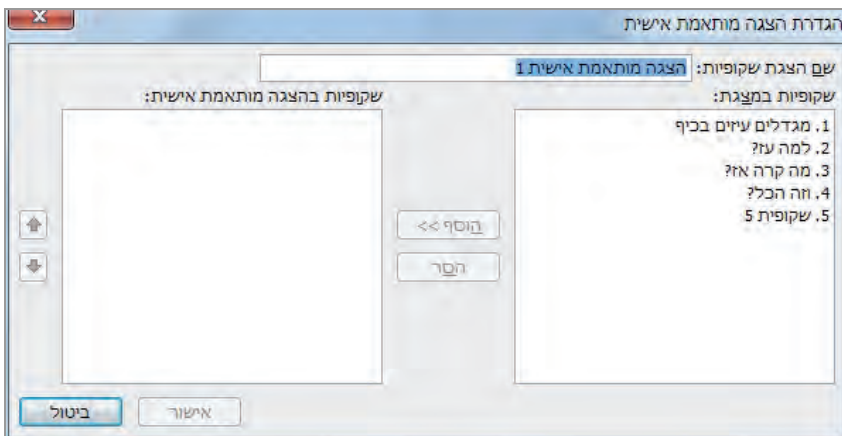 הגדרת הצגה מותאמת אישית
שם הצגת שקופיות: הצגה מותאמת אישית 1
שקופיות במצגת:
1. מגדלים עיזים בכיף
2. למה עז?
3. מה קרה אז?
4. וזה הכל?
5. שקופית 5
הוסף >>
הסר
שקופיות בהצגה מותאמת אישית:
אישור
ביטול